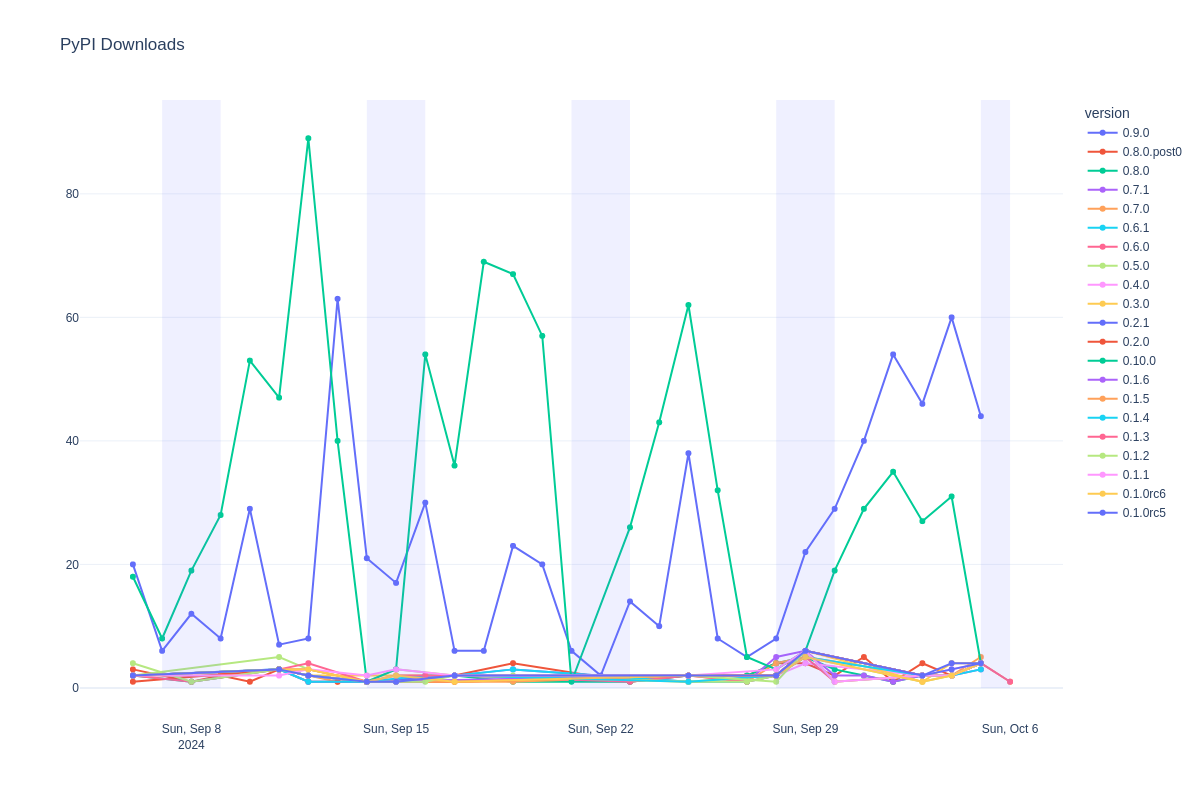 PyPI Downloads
version
0.9.0
0.8.0.post0
0.8.0
0.7.1
0.7.0
0.6.1
0.6.0
0.5.0
0.4.0
0.3.0
0.2.1
0.2.0
0.10.0
0.1.6
0.1.5
0.1.4
0.1.3
0.1.2
0.1.1
0.1.0rc6
0.1.0rc5
80
60
40
20
0
Sun, Sep 8
2024
Sun, Sep 15
Sun, Sep 22
Sun, Sep 29
Sun, Oct 6